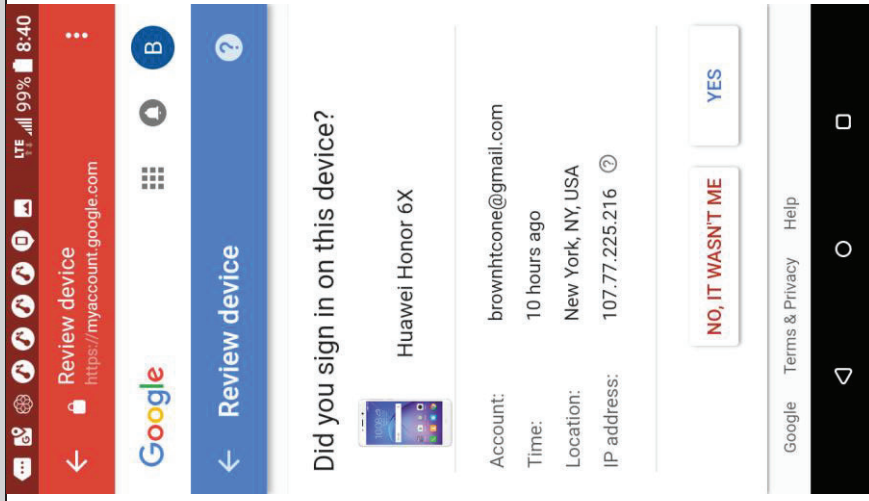 LTE 99% 8:40
Review device
https://myaccount.google.com
Google B
Review device ?
Did you sign in on this device?
Huawei Honor 6X
Account: brownhtcone@gmail.com
Time: 10 hours ago
Location: New York, NY, USA
IP address: 107.77.225.216 ?
NO, IT WASN'T ME YES
Google Terms & Privacy Help